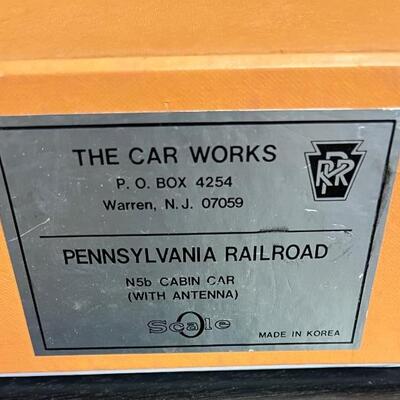 THE CAR WORKS
P. O. BOX 4254
Warren, N. J. 07059
PRR
PENNSYLVANIA RAILROAD
N5b CABIN CAR
(WITH ANTENNA)
O Scale
MADE IN KOREA